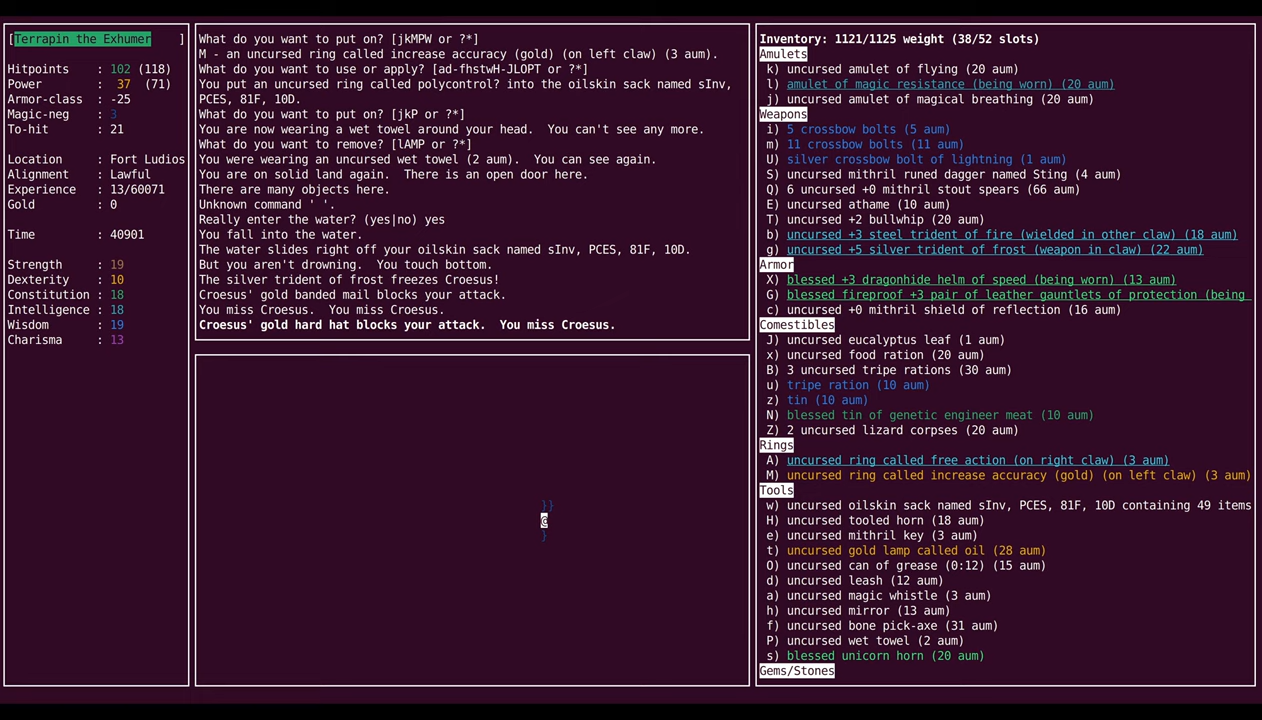 [Terrapin the Exhumer ]
Hitpoints : 102 (118)
Power : 37 (71)
Armor-class : -25
Magic-neg : 3
To-hit : 21
Location : Fort Ludios
Alignment : Lawful
Experience : 13/60071
Gold : 0
Time : 40901
Strength : 19
Dexterity : 10
Constitution : 18
Intelligence : 18
Wisdom : 19
Charisma : 13
What do you want to put on? [jkMPW or ?*]
M - an uncursed ring called increase accuracy (gold) (on left claw) (3 aum).
What do you want to use or apply? [ad-fhstwH-JLOPT or ?*]
You put an uncursed ring called polycontrol? into the oilskin sack named sInv,
PCES, 81F, 10D.
What do you want to put on? [jkP or ?*]
You are now wearing a wet towel around your head.  You can't see any more.
What do you want to remove? [lAMP or ?*]
You were wearing an uncursed wet towel (2 aum).  You can see again.
You are on solid land again.  There is an open door here.
There are many objects here.
Unknown command ' '.
Really enter the water? (yes|no) yes
You fall into the water.
The water slides right off your oilskin sack named sInv, PCES, 81F, 10D.
But you aren't drowning.  You touch bottom.
The silver trident of frost freezes Croesus!
Croesus' gold banded mail blocks your attack.
You miss Croesus.  You miss Croesus.
Croesus' gold hard hat blocks your attack.  You miss Croesus.
}}
@
}
Inventory: 1121/1125 weight (38/52 slots)
Amulets
k) uncursed amulet of flying (20 aum)
l) amulet of magic resistance (being worn) (20 aum)
j) uncursed amulet of magical breathing (20 aum)
Weapons
i) 5 crossbow bolts (5 aum)
m) 11 crossbow bolts (11 aum)
U) silver crossbow bolt of lightning (1 aum)
S) uncursed mithril runed dagger named Sting (4 aum)
Q) 6 uncursed +0 mithril stout spears (66 aum)
E) uncursed athame (10 aum)
T) uncursed +2 bullwhip (20 aum)
b) uncursed +3 steel trident of fire (wielded in other claw) (18 aum)
g) uncursed +5 silver trident of frost (weapon in claw) (22 aum)
Armor
X) blessed +3 dragonhide helm of speed (being worn) (13 aum)
G) blessed fireproof +3 pair of leather gauntlets of protection (being
c) uncursed +0 mithril shield of reflection (16 aum)
Comestibles
J) uncursed eucalyptus leaf (1 aum)
x) uncursed food ration (20 aum)
B) 3 uncursed tripe rations (30 aum)
u) tripe ration (10 aum)
z) tin (10 aum)
N) blessed tin of genetic engineer meat (10 aum)
Z) 2 uncursed lizard corpses (20 aum)
Rings
A) uncursed ring called free action (on right claw) (3 aum)
M) uncursed ring called increase accuracy (gold) (on left claw) (3 aum)
Tools
w) uncursed oilskin sack named sInv, PCES, 81F, 10D containing 49 items
H) uncursed tooled horn (18 aum)
e) uncursed mithril key (3 aum)
t) uncursed gold lamp called oil (28 aum)
O) uncursed can of grease (0:12) (15 aum)
d) uncursed leash (12 aum)
a) uncursed magic whistle (3 aum)
h) uncursed mirror (13 aum)
f) uncursed bone pick-axe (31 aum)
P) uncursed wet towel (2 aum)
s) blessed unicorn horn (20 aum)
Gems/Stones